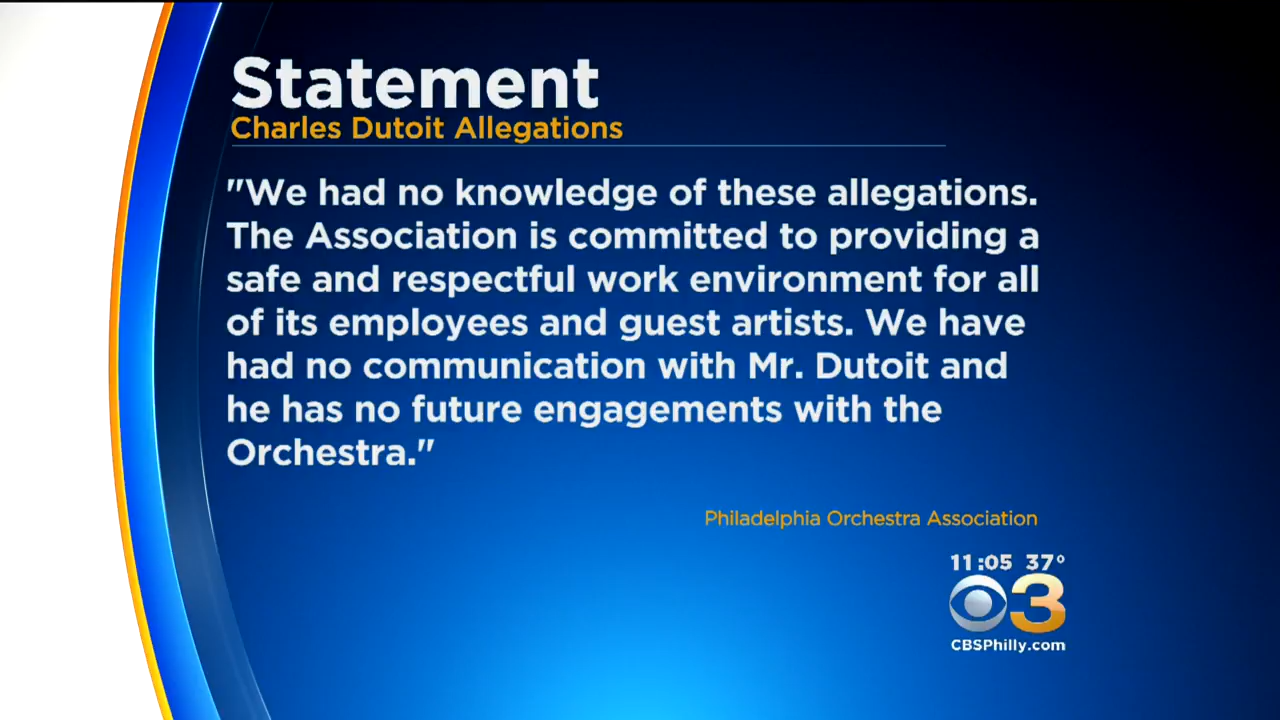 Statement
Charles Dutoit Allegations
"We had no knowledge of these allegations.
The Association is committed to providing a
safe and respectful work environment for all
of its employees and guest artists. We have
had no communication with Mr. Dutoit and
he has no future engagements with the
Orchestra."
Philadelphia Orchestra Association
11:05 37°
3
CBSPhilly.com